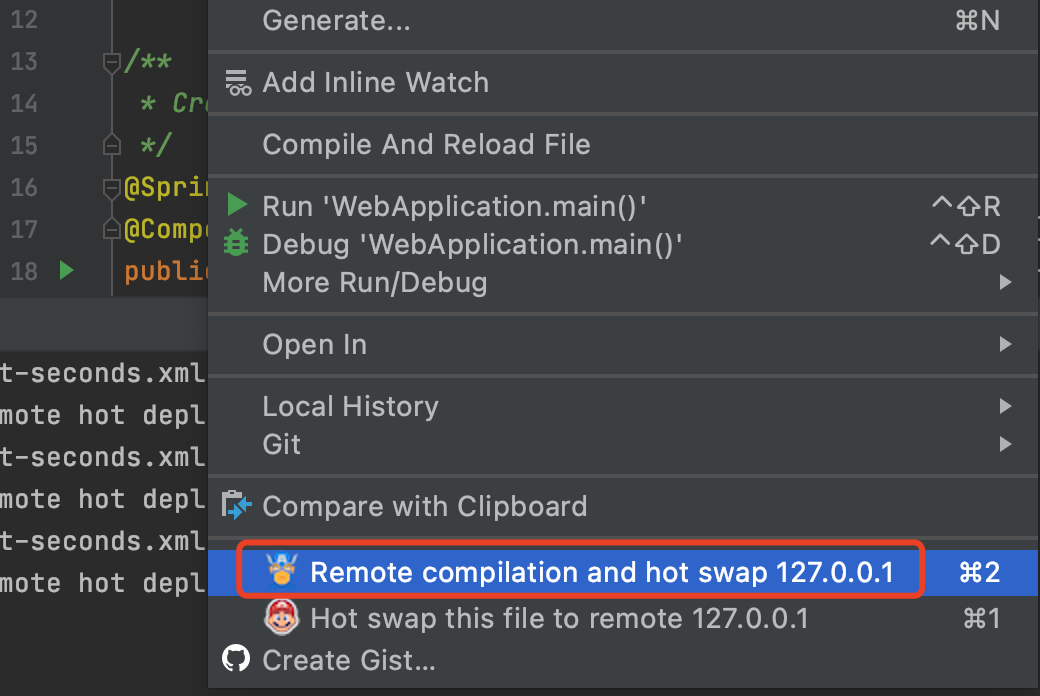 12
Generate... ⌘N
13 /**
Add Inline Watch
14 * Cr
15 */
Compile And Reload File
16 @Sprin
Run 'WebApplication.main()' ⌃⇧R
17 @Compo
Debug 'WebApplication.main()' ⌃⇧D
18 public
More Run/Debug
Open In
t-seconds.xml
Local History
mote hot depl
Git
t-seconds.xml
mote hot depl
Compare with Clipboard
t-seconds.xml
Remote compilation and hot swap 127.0.0.1 ⌘2
mote hot depl
Hot swap this file to remote 127.0.0.1 ⌘1
Create Gist...